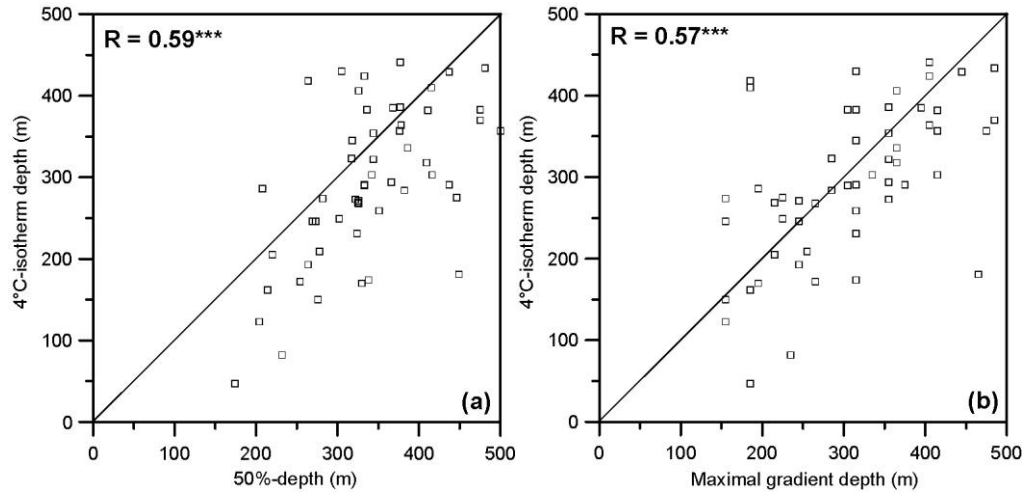 R = 0.59***
500
400
300
200
100
0
4°C-isotherm depth (m)
(a)
0 100 200 300 400 500
50%-depth (m)
R = 0.57***
500
400
300
200
100
0
4°C-isotherm depth (m)
(b)
0 100 200 300 400 500
Maximal gradient depth (m)